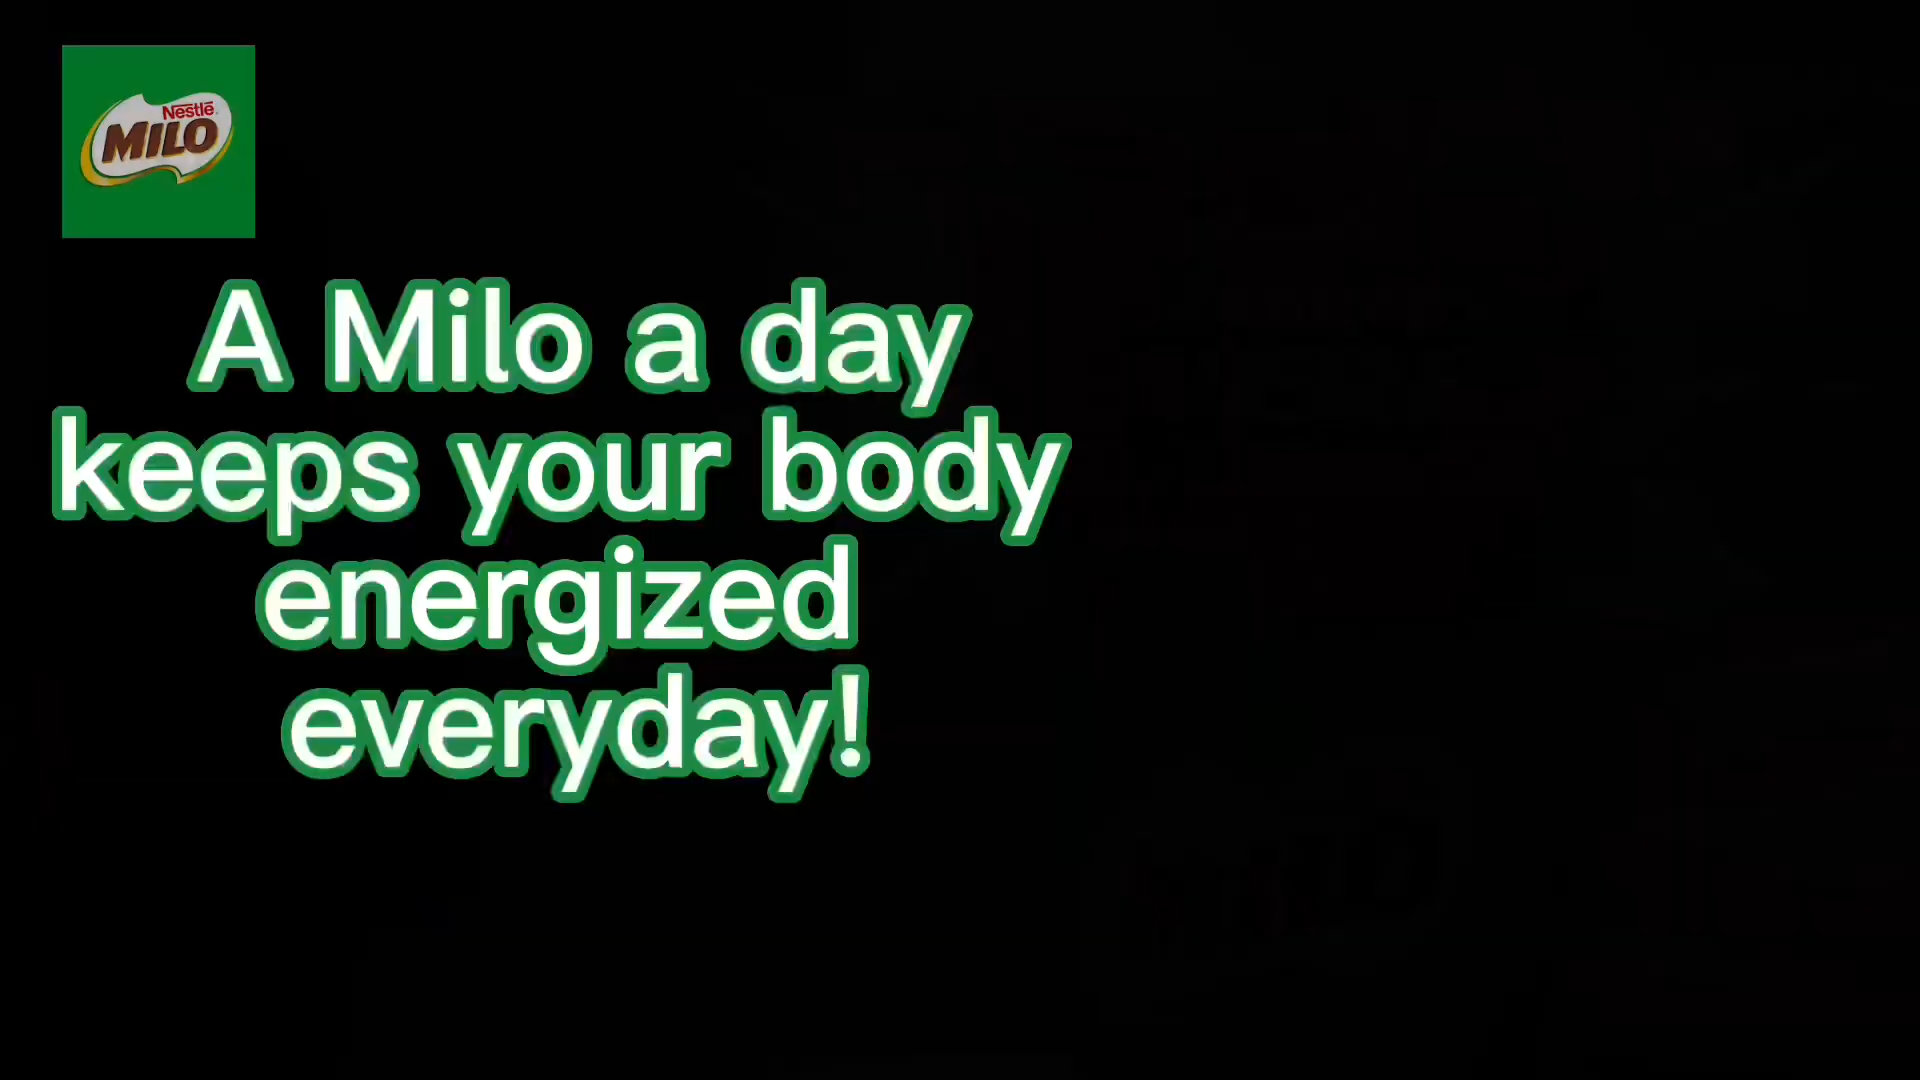 Nestlé
MILO
A Milo a day
keeps your body
energized
everyday!